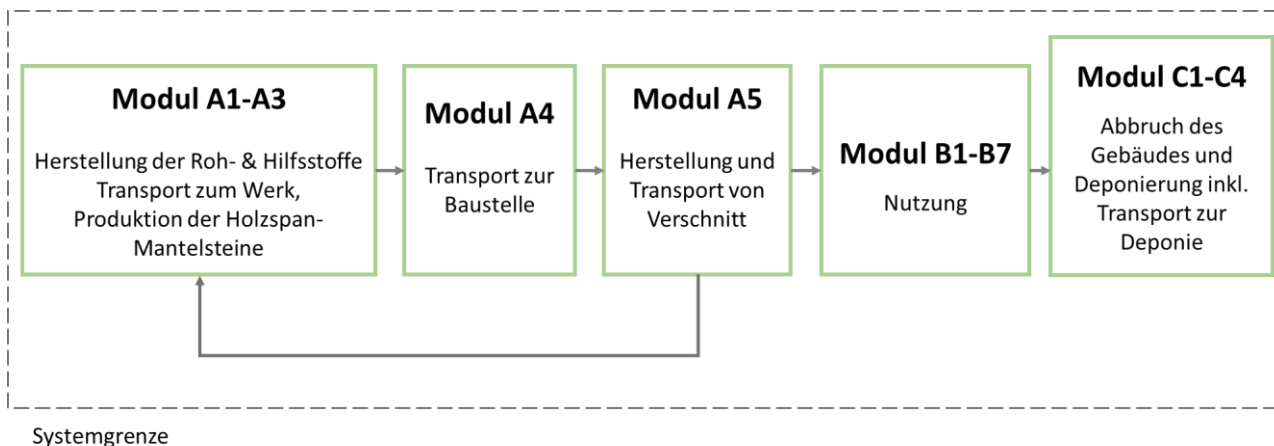 Modul A1-A3
Herstellung der Roh- & Hilfsstoffe
Transport zum Werk,
Produktion der Holzspan-
Mantelsteine
Modul A4
Transport zur
Baustelle
Modul A5
Herstellung und
Transport von
Verschnitt
Modul B1-B7
Nutzung
Modul C1-C4
Abbruch des
Gebäudes und
Deponierung inkl.
Transport zur
Deponie
Systemgrenze